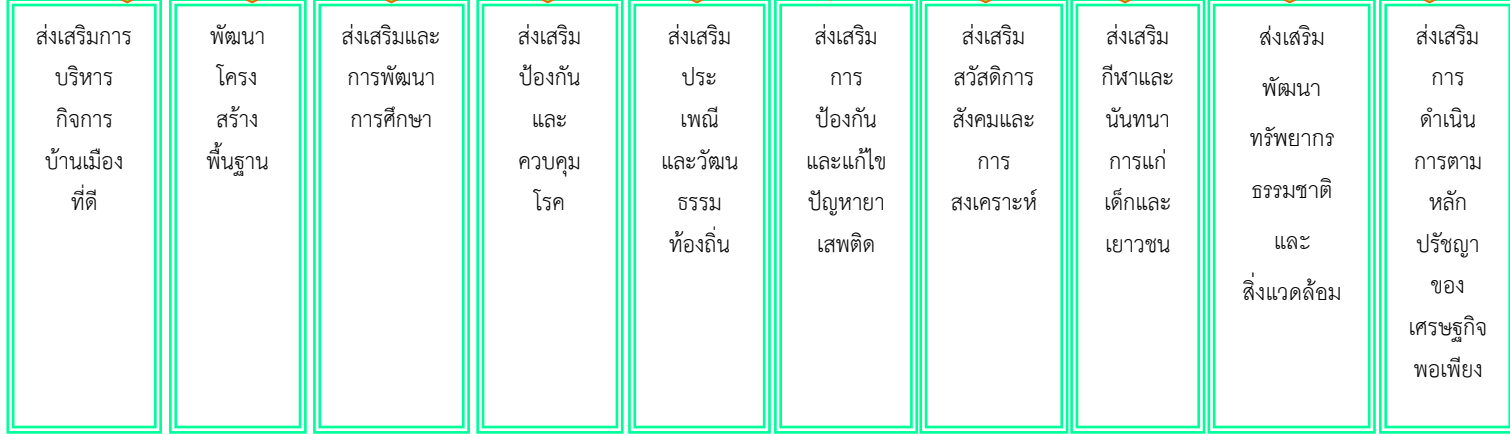 ส่งเสริมการ
บริหาร
กิจการ
บ้านเมือง
ที่ดี
พัฒนา
โครง
สร้าง
พื้นฐาน
ส่งเสริมและ
การพัฒนา
การศึกษา
ส่งเสริม
ป้องกัน
และ
ควบคุม
โรค
ส่งเสริม
ประ
เพณี
และวัฒน
ธรรม
ท้องถิ่น
ส่งเสริม
การ
ป้องกัน
และแก้ไข
ปัญหายา
เสพติด
ส่งเสริม
สวัสดิการ
สังคมและ
การ
สงเคราะห์
ส่งเสริม
กีฬาและ
นันทนา
การแก่
เด็กและ
เยาวชน
ส่งเสริม
พัฒนา
ทรัพยากร
ธรรมชาติ
และ
สิ่งแวดล้อม
ส่งเสริม
การ
ดำเนิน
การตาม
หลัก
ปรัชญา
ของ
เศรษฐกิจ
พอเพียง